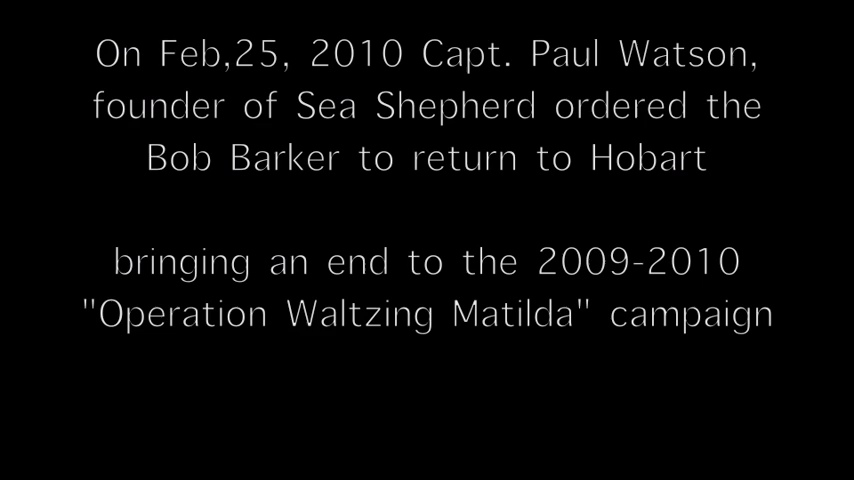 On Feb,25, 2010 Capt. Paul Watson,
founder of Sea Shepherd ordered the
Bob Barker to return to Hobart
bringing an end to the 2009-2010
"Operation Waltzing Matilda" campaign